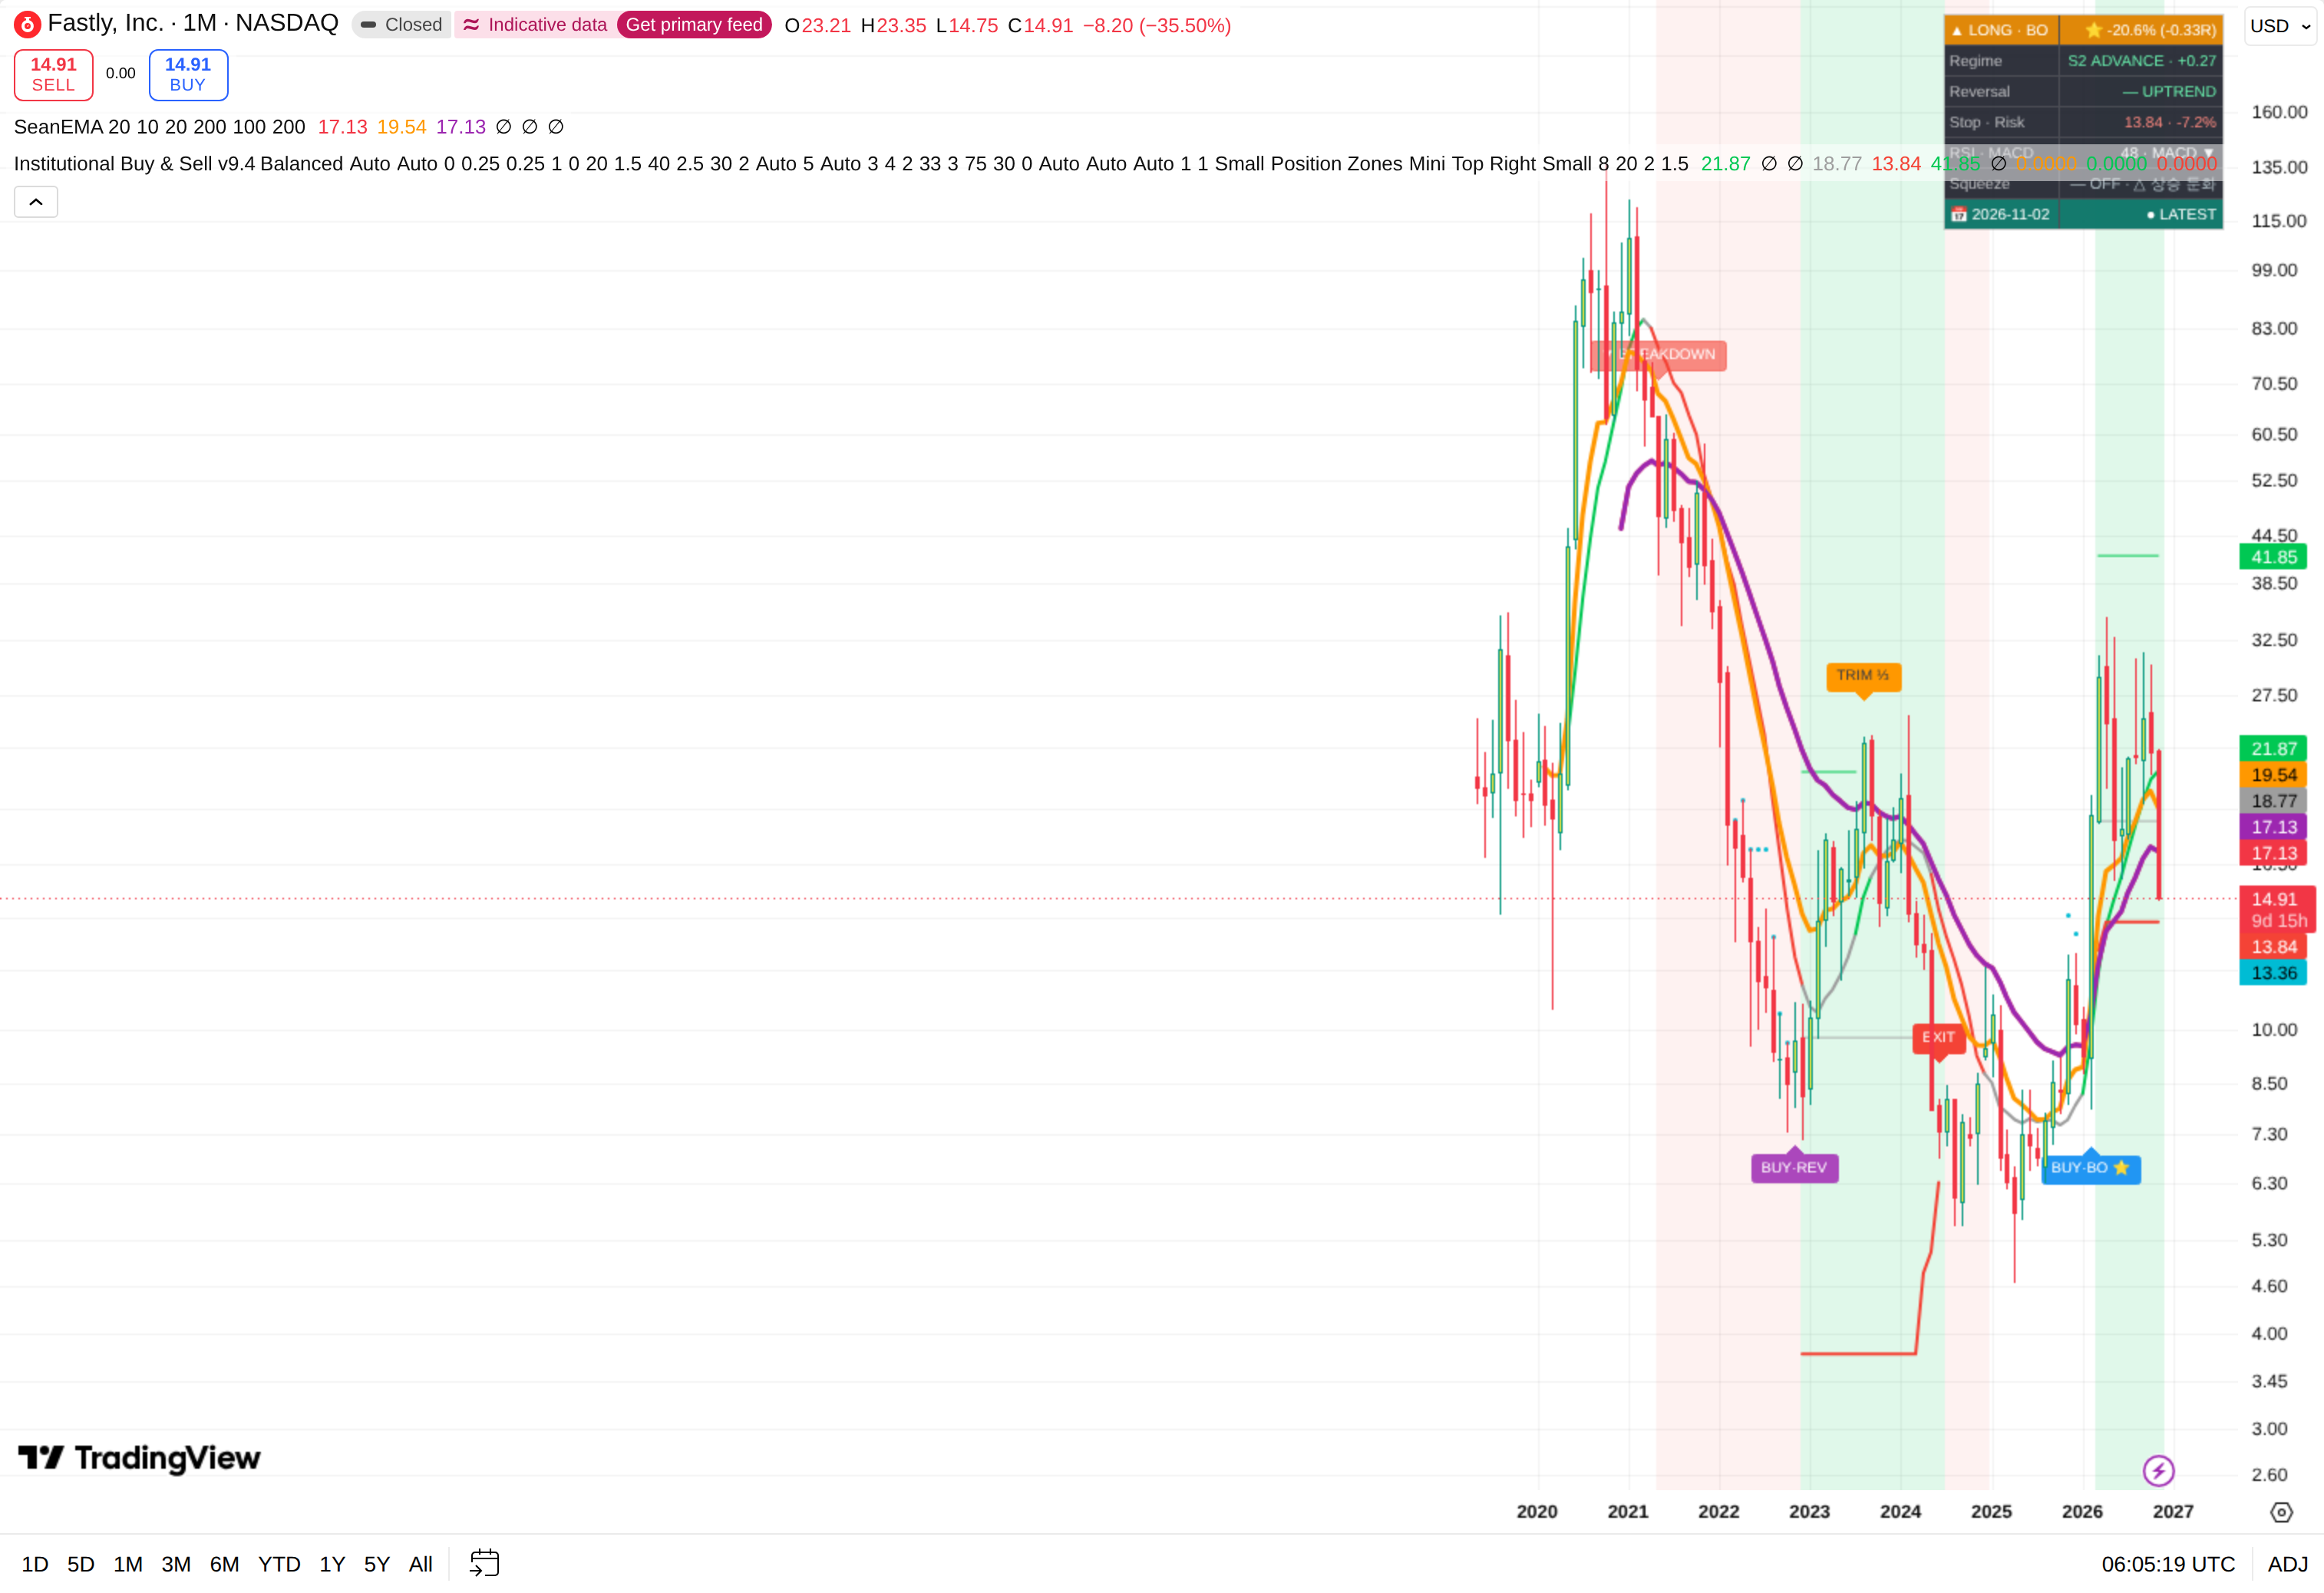 Fastly, Inc. · 1M · NASDAQ Closed Indicative data Get primary feed O23.21 H23.35 L14.75 C14.91 −8.20 (−35.50%)
14.91 SELL 0.00 14.91 BUY
SeanEMA 20 10 20 200 100 200 17.13 19.54 17.13 ∅ ∅ ∅
Institutional Buy & Sell v9.4 Balanced Auto Auto 0 0.25 0.25 1 0 20 1.5 40 2.5 30 2 Auto 5 Auto 3 4 2 33 3 75 30 0 Auto Auto Auto 1 1 Small Position Zones Mini Top Right Small 8 20 2 1.5 21.87 ∅ ∅ 18.77 13.84 41.85 ∅ 0.0000 0.0000 0.0000
▲ LONG · BO ⭐ -20.6% (-0.33R)
Regime S2 ADVANCE · +0.27
Reversal — UPTREND
Stop · Risk 13.84 · -7.2%
RSI · MACD 48 · MACD ▼
Squeeze — OFF · △ 상승 둔화
📅 2026-11-02 ● LATEST
USD
160.00
135.00
115.00
99.00
83.00
70.50
60.50
52.50
44.50
41.85
38.50
32.50
27.50
21.87
19.54
18.77
17.13
17.13
14.91
9d 15h
13.84
13.36
10.00
8.50
7.30
6.30
5.30
4.60
4.00
3.45
3.00
2.60
TRIM ⅓
EXIT
BUY-REV
BUY-BO ⭐
TradingView
2020 2021 2022 2023 2024 2025 2026 2027
1D 5D 1M 3M 6M YTD 1Y 5Y All
06:05:19 UTC ADJ